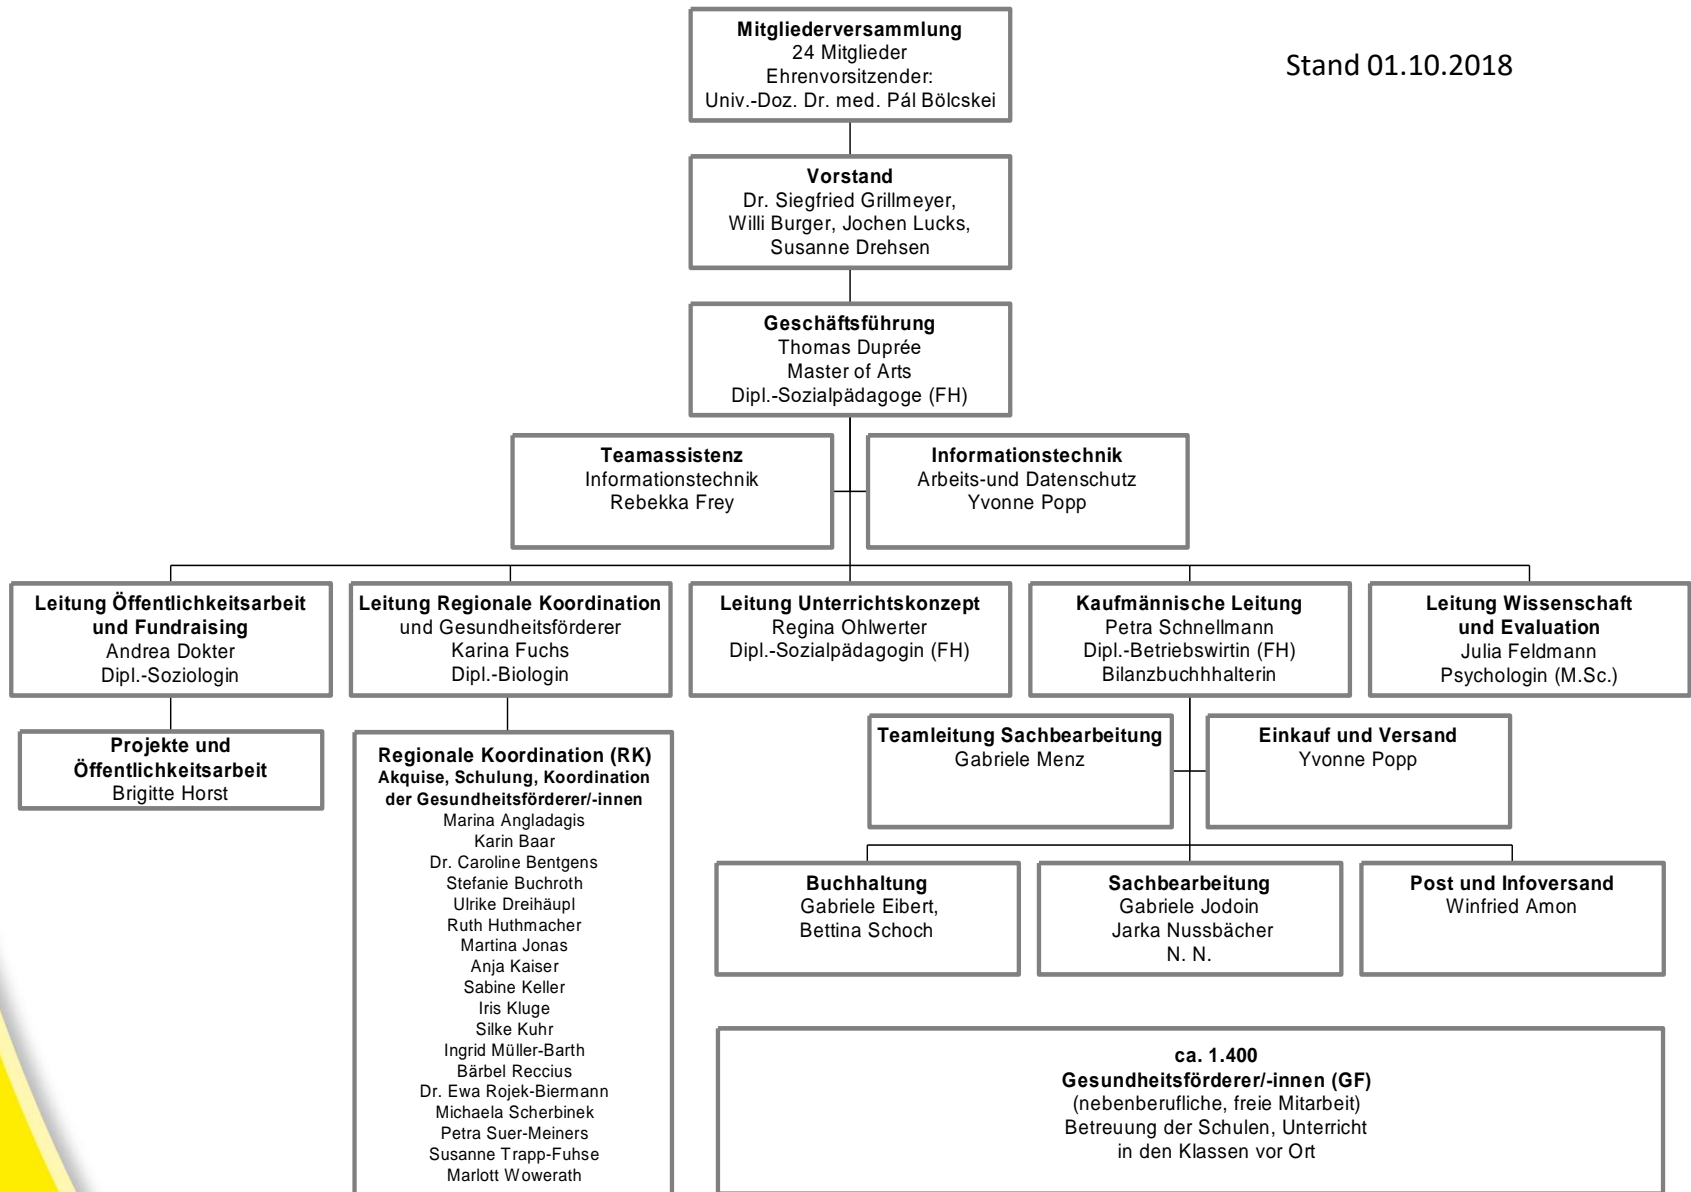 Mitgliederversammlung
24 Mitglieder
Ehrenvorsitzender:
Univ.-Doz. Dr. med. Pál Bölcskei
Stand 01.10.2018
Vorstand
Dr. Siegfried Grillmeyer,
Willi Burger, Jochen Lucks,
Susanne Drehsen
Geschäftsführung
Thomas Duprée
Master of Arts
Dipl.-Sozialpädagoge (FH)
Teamassistenz
Informationstechnik
Rebekka Frey
Informationstechnik
Arbeits-und Datenschutz
Yvonne Popp
Leitung Öffentlichkeitsarbeit
und Fundraising
Andrea Dokter
Dipl.-Soziologin
Leitung Regionale Koordination
und Gesundheitsförderer
Karina Fuchs
Dipl.-Biologin
Leitung Unterrichtskonzept
Regina Ohlwerter
Dipl.-Sozialpädagogin (FH)
Kaufmännische Leitung
Petra Schnellmann
Dipl.-Betriebswirtin (FH)
Bilanzbuchhhalterin
Leitung Wissenschaft
und Evaluation
Julia Feldmann
Psychologin (M.Sc.)
Projekte und
Öffentlichkeitsarbeit
Brigitte Horst
Regionale Koordination (RK)
Akquise, Schulung, Koordination
der Gesundheitsförderer/-innen
Marina Angladagis
Karin Baar
Dr. Caroline Bentgens
Stefanie Buchroth
Ulrike Dreihäupl
Ruth Huthmacher
Martina Jonas
Anja Kaiser
Sabine Keller
Iris Kluge
Silke Kuhr
Ingrid Müller-Barth
Bärbel Reccius
Dr. Ewa Rojek-Biermann
Michaela Scherbinek
Petra Suer-Meiners
Susanne Trapp-Fuhse
Marlott Wowerath
Teamleitung Sachbearbeitung
Gabriele Menz
Einkauf und Versand
Yvonne Popp
Buchhaltung
Gabriele Eibert,
Bettina Schoch
Sachbearbeitung
Gabriele Jodoin
Jarka Nussbächer
N. N.
Post und Infoversand
Winfried Amon
ca. 1.400
Gesundheitsförderer/-innen (GF)
(nebenberufliche, freie Mitarbeit)
Betreuung der Schulen, Unterricht
in den Klassen vor Ort